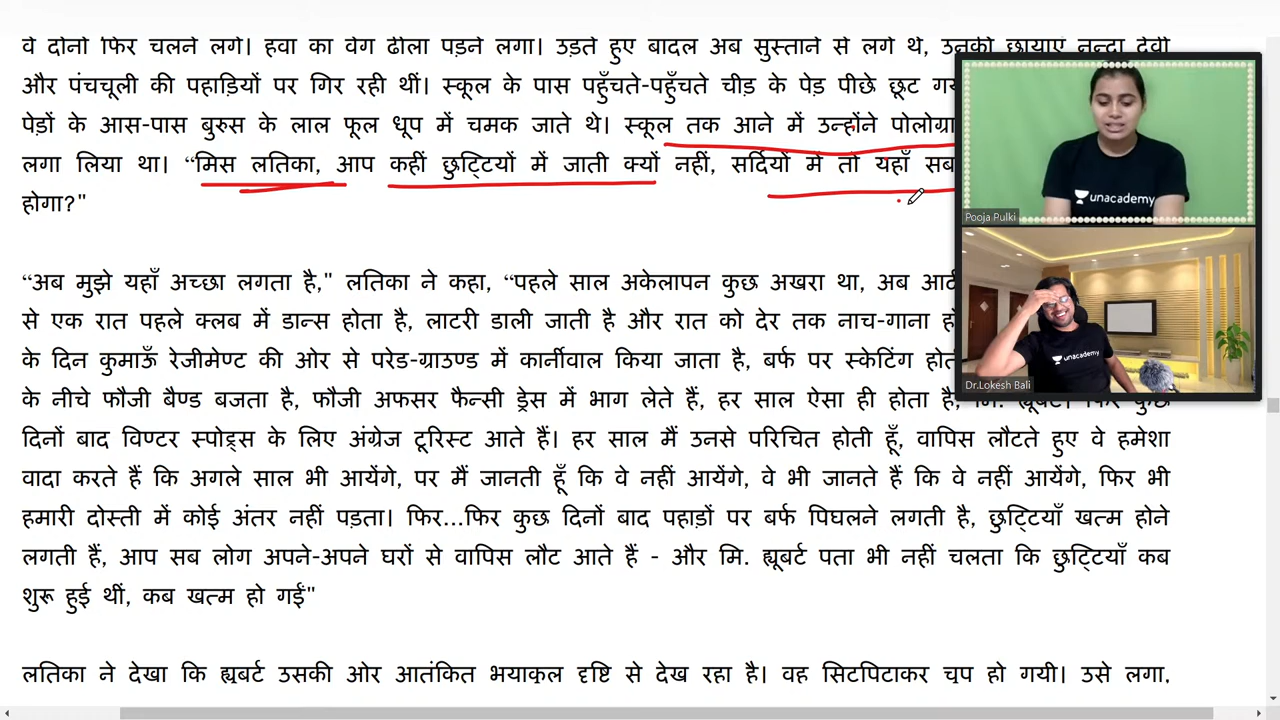 वे दोनों फिर चलने लगे। हवा का वेग ढीला पड़ने लगा। उड़ते हुए बादल अब सुस्ताने से लगे थे, उनकी छायाएँ नन्दा देवी
और पंचचूली की पहाड़ियों पर गिर रही थीं। स्कूल के पास पहुँचते-पहुँचते चीड़ के पेड़ पीछे छूट
पेड़ों के आस-पास बुरुस के लाल फूल धूप में चमक जाते थे। स्कूल तक आने में उन्होंने
लगा लिया था। “मिस लतिका, आप कहीं छुट्टियों में जाती क्यों नहीं, सर्दियों में तो यहाँ सब
होगा?"
“अब मुझे यहाँ अच्छा लगता है," लतिका ने कहा, “पहले साल अकेलापन कुछ अखरा था, अब
से एक रात पहले क्लब में डान्स होता है, लाटरी डाली जाती है और रात को देर तक नाच-गाना
के दिन कुमाऊँ रेजीमेण्ट की ओर से परेड-ग्राउण्ड में कार्नीवाल किया जाता है, बर्फ पर स्केटिंग
के नीचे फौजी बैण्ड बजता है, फौजी अफसर फैन्सी ड्रेस में भाग लेते हैं, हर साल ऐसा ही होता है, मि. ह्यूबर्ट। फिर कुछ
दिनों बाद विण्टर स्पोड्र्स के लिए अंग्रेज टूरिस्ट आते हैं। हर साल मैं उनसे परिचित होती हूँ, वापिस लौटते हुए वे हमेशा
वादा करते हैं कि अगले साल भी आयेंगे, पर मैं जानती हूँ कि वे नहीं आयेंगे, वे भी जानते हैं कि वे नहीं आयेंगे, फिर भी
हमारी दोस्ती में कोई अंतर नहीं पड़ता। फिर...फिर कुछ दिनों बाद पहाड़ों पर बर्फ पिघलने लगती है, छुट्टियाँ खत्म होने
लगती हैं, आप सब लोग अपने-अपने घरों से वापिस लौट आते हैं - और मि. ह्यूबर्ट पता भी नहीं चलता कि छुट्टियाँ कब
शुरू हुई थीं, कब खत्म हो गईं"
लतिका ने देखा कि ह्यूबर्ट उसकी ओर आतंकित भयाकुल दृष्टि से देख रहा है। वह सिटपिटाकर चुप हो गयी। उसे लगा,
unacademy
Pooja Pulki
unacademy
Dr.Lokesh Bali